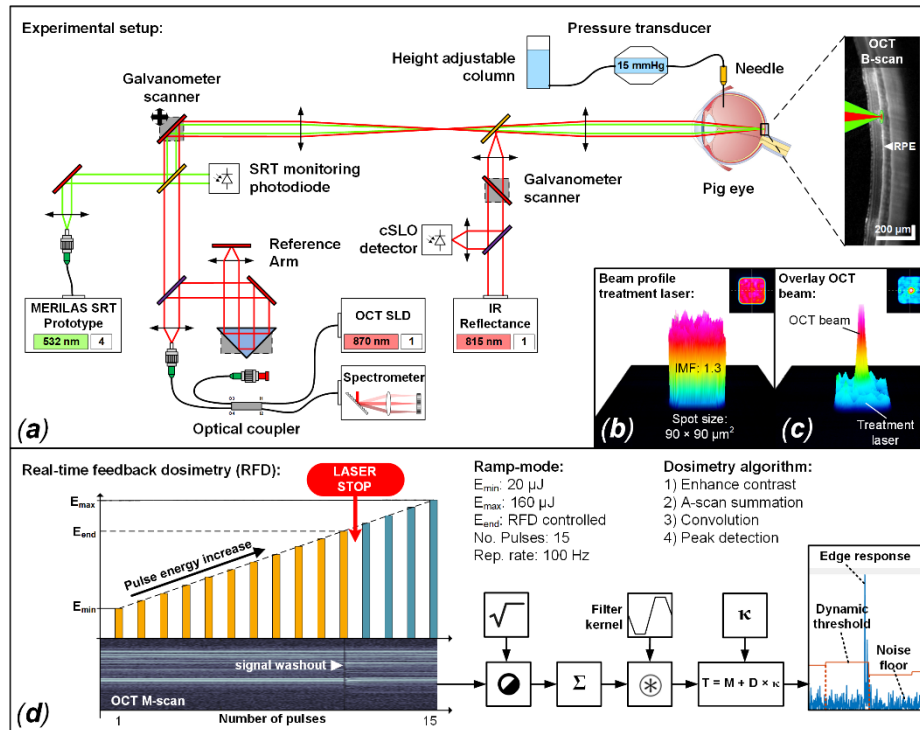 Experimental setup:
Pressure transducer
Height adjustable
column
15 mmHg
Needle
OCT
B-scan
RPE
200 µm
Galvanometer
scanner
SRT monitoring
photodiode
Galvanometer
scanner
Pig eye
cSLO
detector
Reference
Arm
MERILAS SRT
Prototype
532 nm
4
OCT SLD
870 nm
1
IR
Reflectance
815 nm
1
Spectrometer
Optical coupler
(a)
Beam profile
treatment laser:
IMF: 1.3
Spot size:
90 × 90 µm²
(b)
Overlay OCT
beam:
OCT beam
Treatment
laser
(c)
Real-time feedback dosimetry (RFD):
LASER
STOP
Emax
Eend
Emin
Pulse energy increase
signal washout
OCT M-scan
(d)
1
Number of pulses
15
Ramp-mode:
Emin: 20 µJ
Emax: 160 µJ
Eend: RFD controlled
No. Pulses: 15
Rep. rate: 100 Hz
Dosimetry algorithm:
1) Enhance contrast
2) A-scan summation
3) Convolution
4) Peak detection
√
Filter
kernel
κ
Σ
T = M + D × κ
Edge response
Dynamic
threshold
Noise
floor